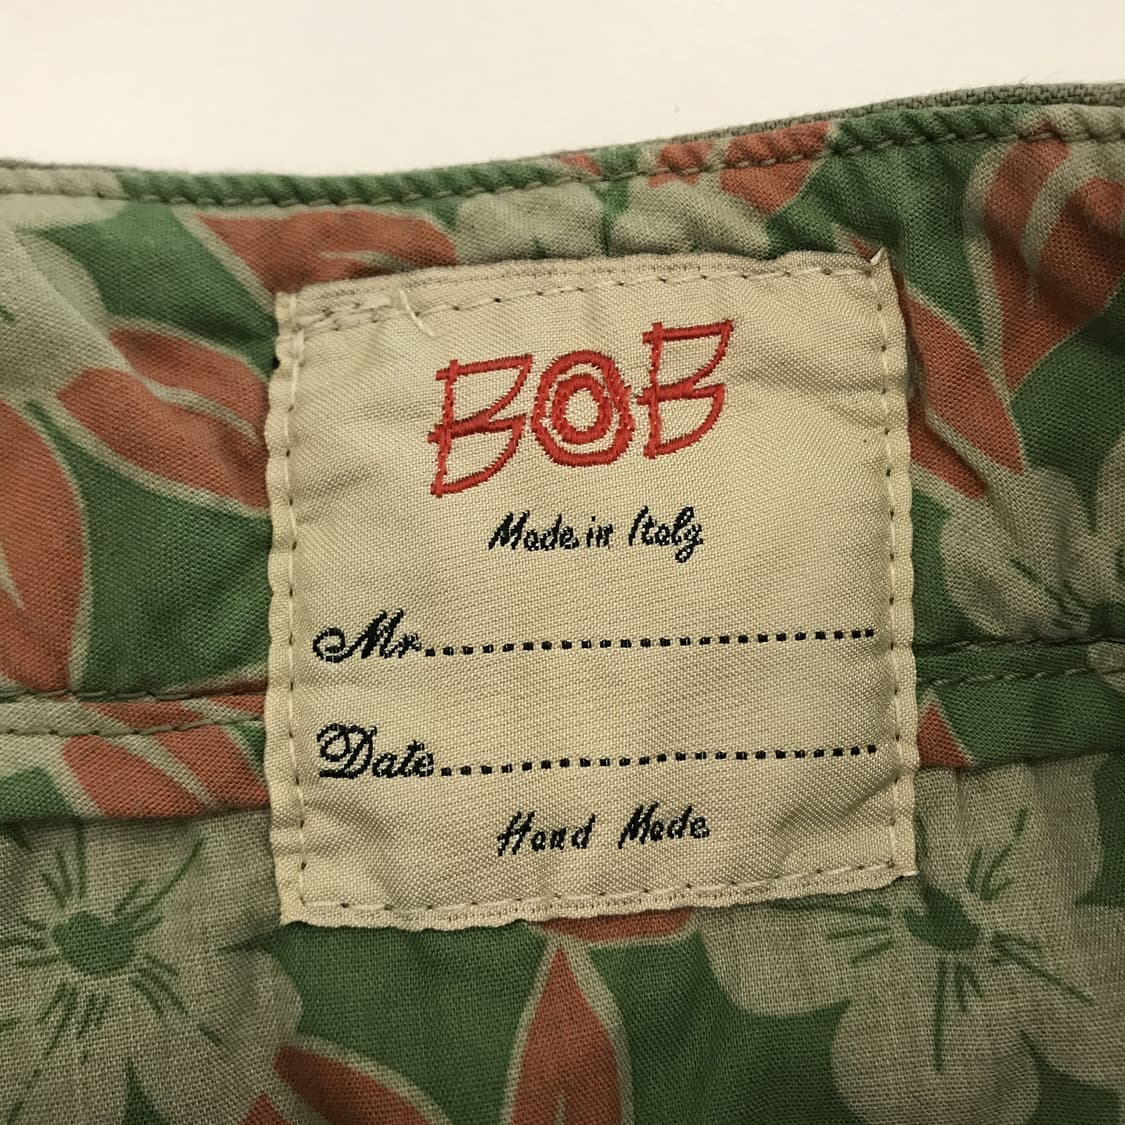 BOB
Made in Italy
Mr.................................
Date.................................
Hand Made